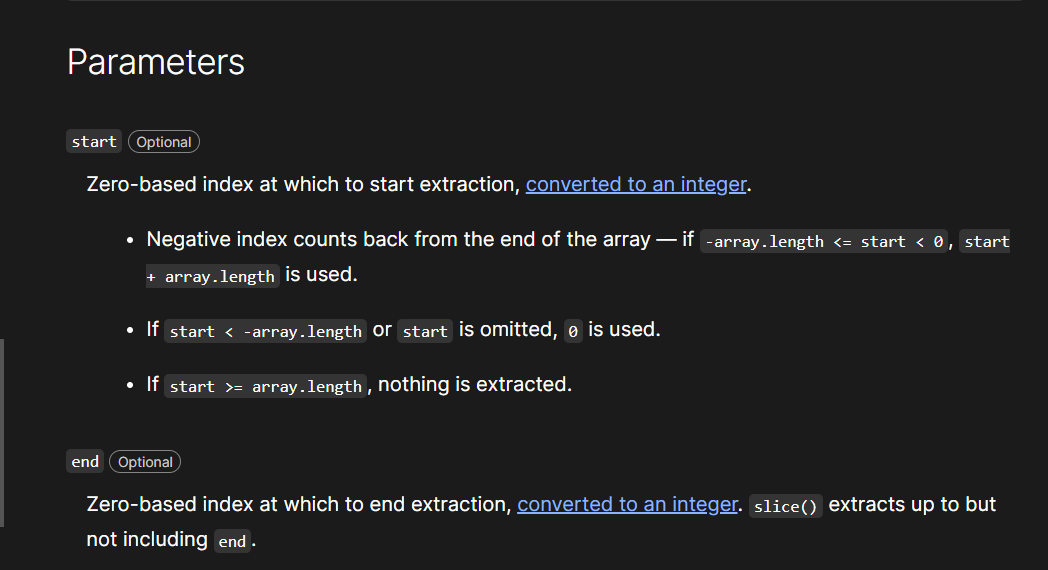 Parameters
start Optional
Zero-based index at which to start extraction, converted to an integer.
• Negative index counts back from the end of the array — if -array.length <= start < 0, start
+ array.length is used.
• If start < -array.length or start is omitted, 0 is used.
• If start >= array.length, nothing is extracted.
end Optional
Zero-based index at which to end extraction, converted to an integer. slice() extracts up to but
not including end.